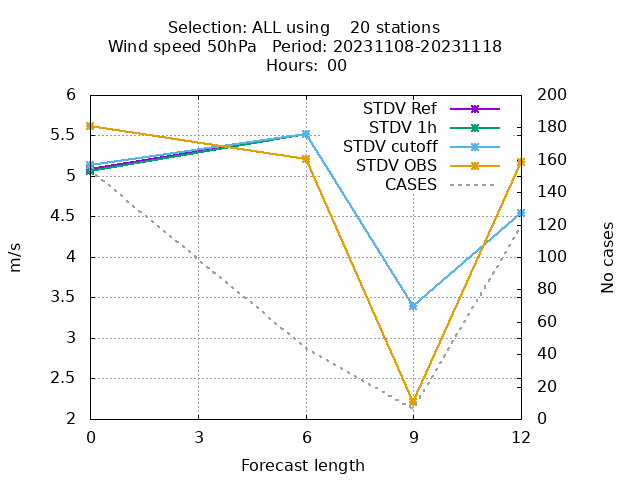 Selection: ALL using    20 stations
Wind speed 50hPa   Period: 20231108-20231118
Hours:  00
STDV Ref
STDV 1h
STDV cutoff
STDV OBS
CASES
6
5.5
5
4.5
4
3.5
3
2.5
2
200
180
160
140
120
100
80
60
40
20
0
m/s
No cases
0 3 6 9 12
Forecast length